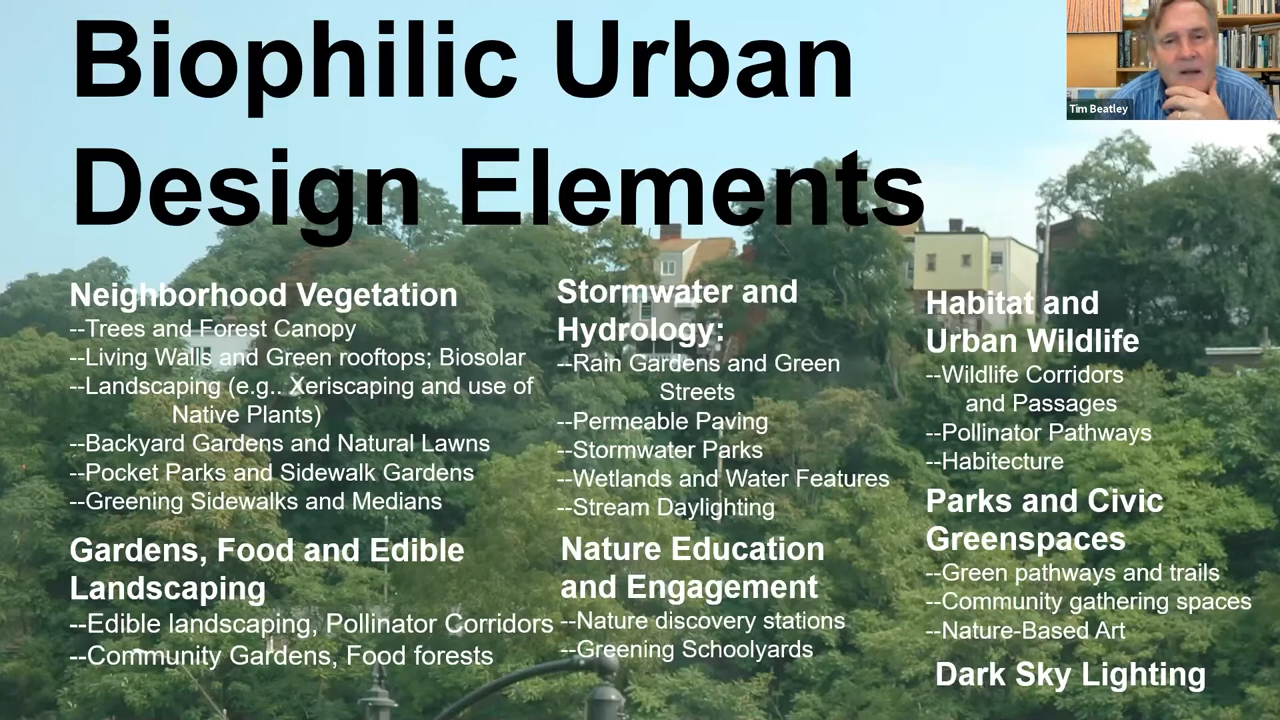 Biophilic Urban
Design Elements
Tim Beatley
Neighborhood Vegetation
--Trees and Forest Canopy
--Living Walls and Green rooftops; Biosolar
--Landscaping (e.g.. Xeriscaping and use of
Native Plants)
--Backyard Gardens and Natural Lawns
--Pocket Parks and Sidewalk Gardens
--Greening Sidewalks and Medians
Gardens, Food and Edible
Landscaping
--Edible landscaping, Pollinator Corridors
--Community Gardens, Food forests
Stormwater and
Hydrology:
--Rain Gardens and Green
Streets
--Permeable Paving
--Stormwater Parks
--Wetlands and Water Features
--Stream Daylighting
Nature Education
and Engagement
--Nature discovery stations
--Greening Schoolyards
Habitat and
Urban Wildlife
--Wildlife Corridors
and Passages
--Pollinator Pathways
--Habitecture
Parks and Civic
Greenspaces
--Green pathways and trails
--Community gathering spaces
--Nature-Based Art
Dark Sky Lighting